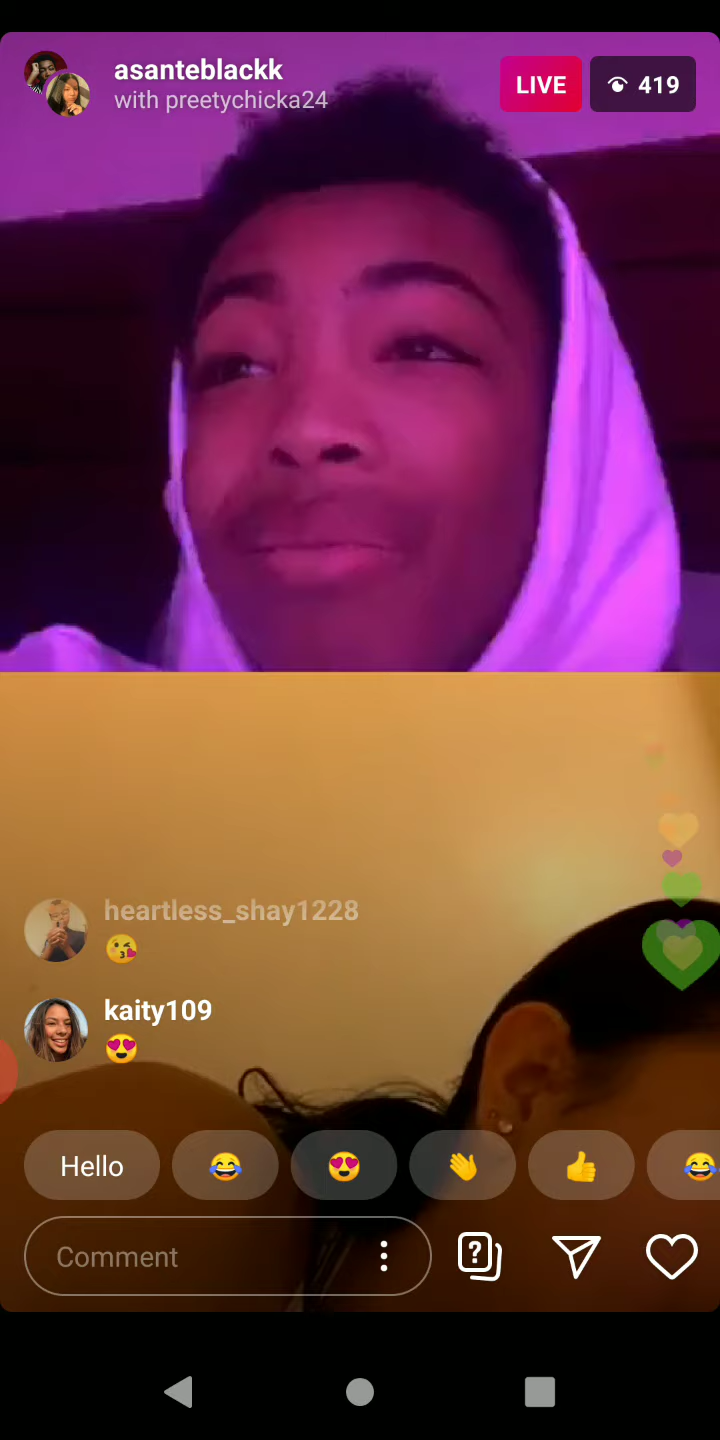 asanteblackk
with preetychicka24
LIVE
419
heartless_shay1228
😘
kaity109
😍
Hello
😂
😍
👋
👍
😂
Comment
?